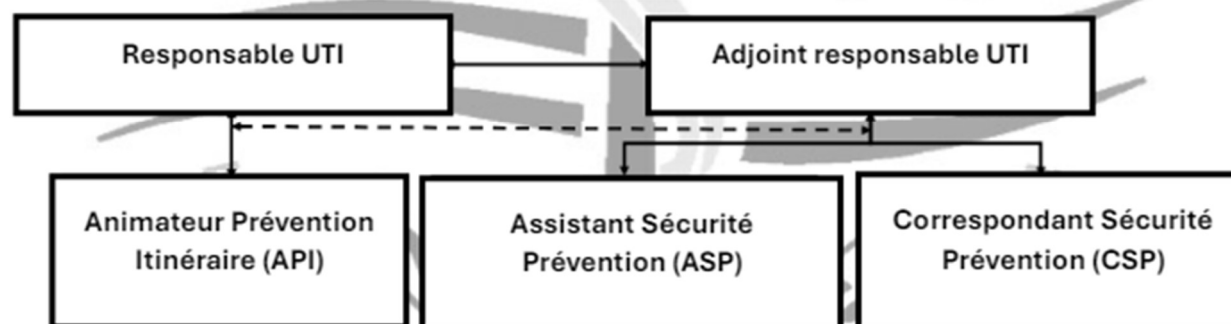 Responsable UTI
Adjoint responsable UTI
Animateur Prévention
Itinéraire (API)
Assistant Sécurité
Prévention (ASP)
Correspondant Sécurité
Prévention (CSP)